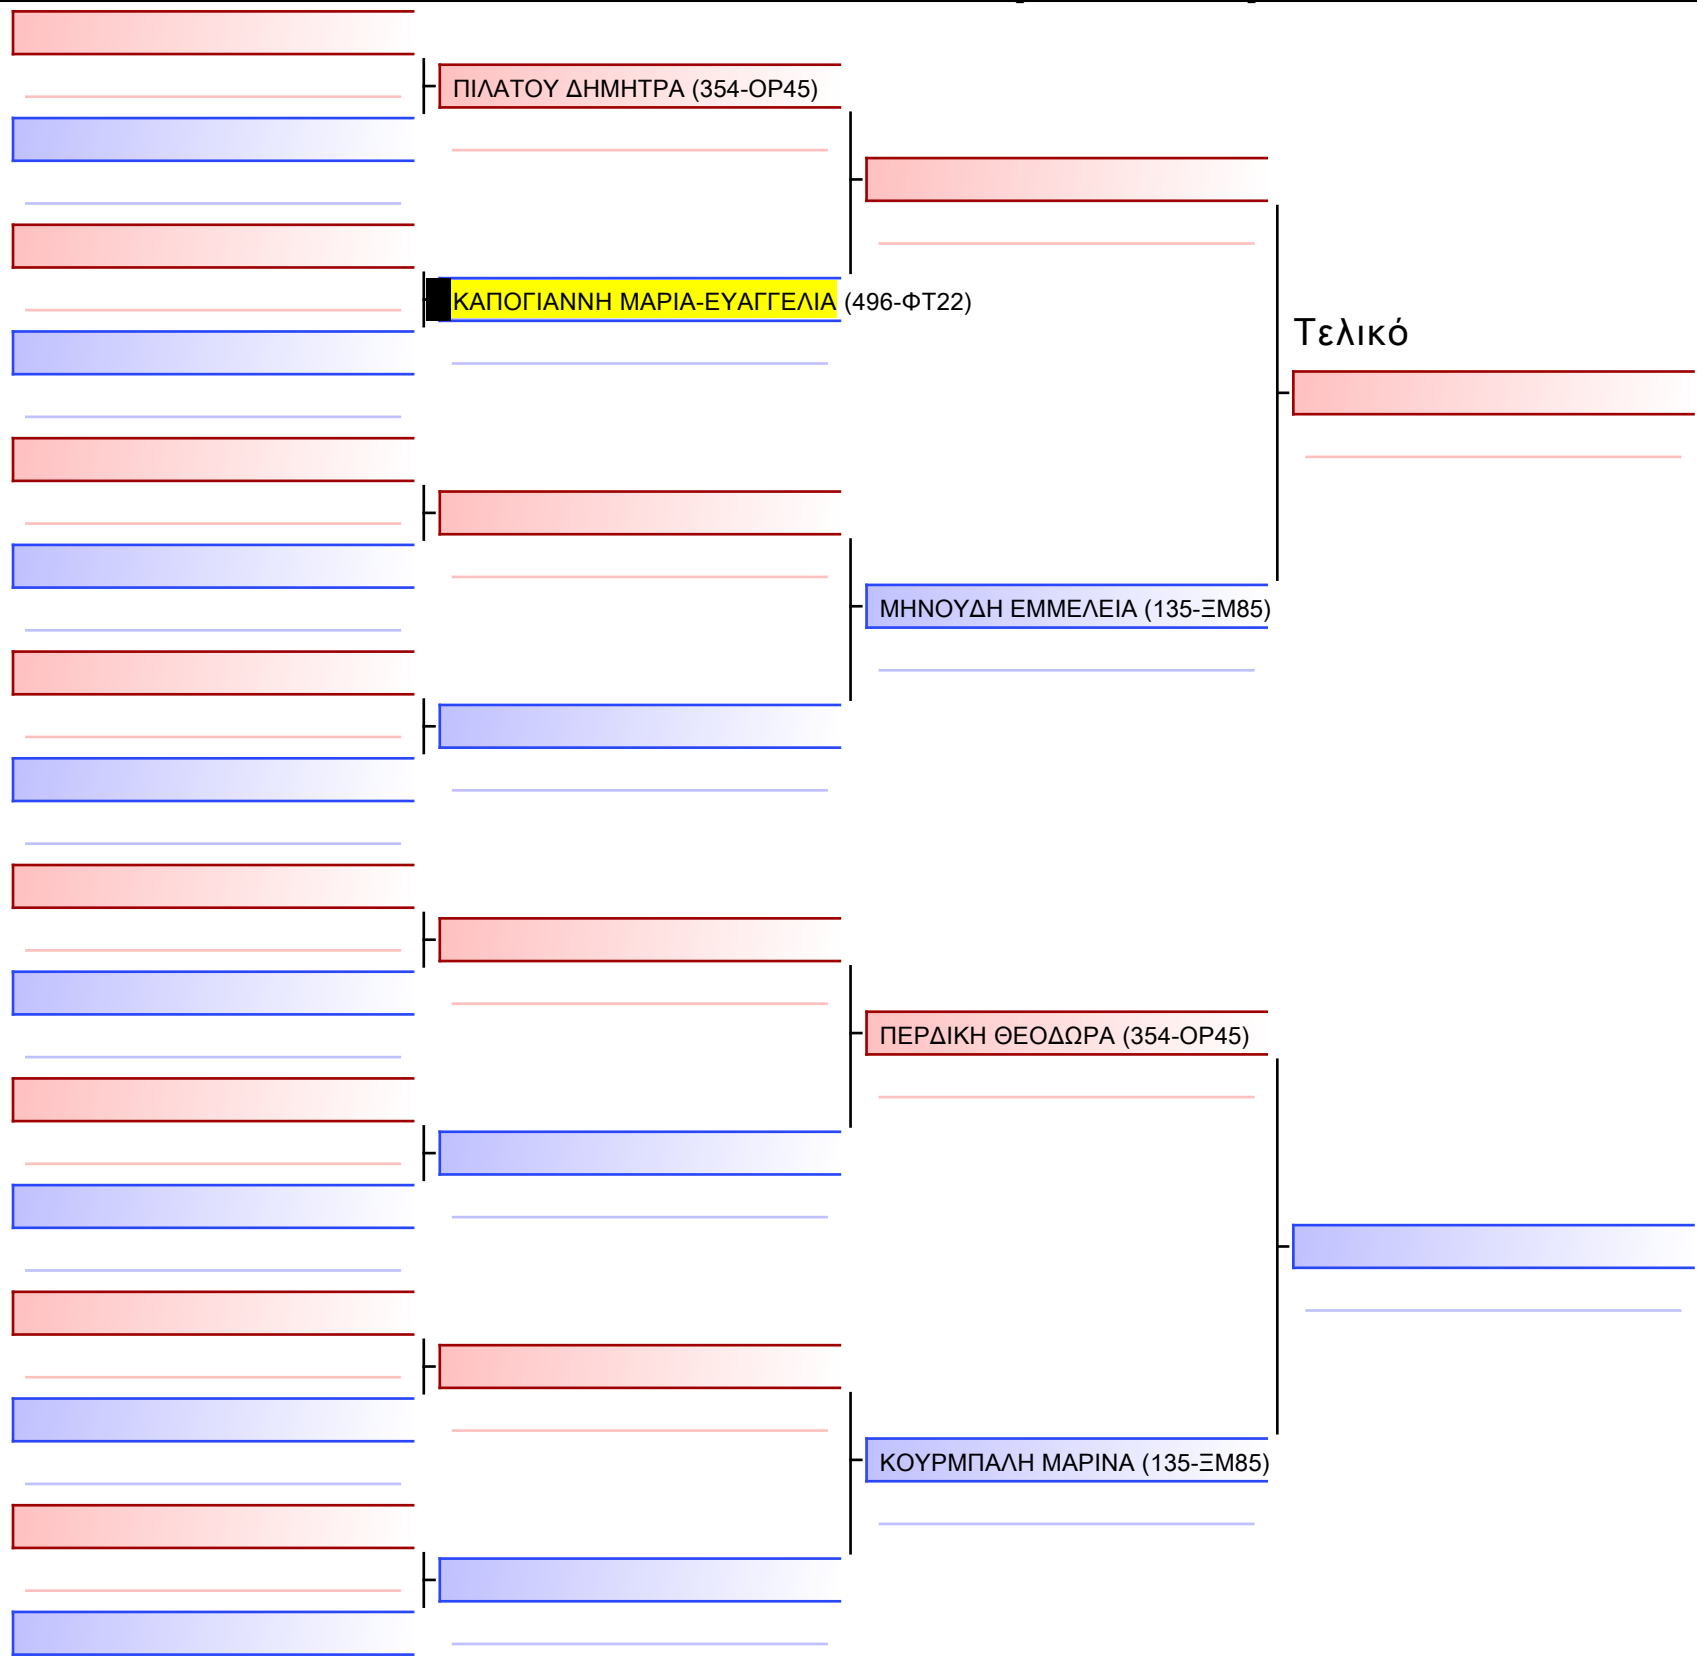 ΠΙΛΑΤΟΥ ΔΗΜΗΤΡΑ (354-ΟΡ45)
ΚΑΠΟΓΙΑΝΝΗ ΜΑΡΙΑ-ΕΥΑΓΓΕΛΙΑ (496-ΦΤ22)
Τελικό
ΜΗΝΟΥΔΗ ΕΜΜΕΛΕΙΑ (135-ΞΜ85)
ΠΕΡΔΙΚΗ ΘΕΟΔΩΡΑ (354-ΟΡ45)
ΚΟΥΡΜΠΑΛΗ ΜΑΡΙΝΑ (135-ΞΜ85)